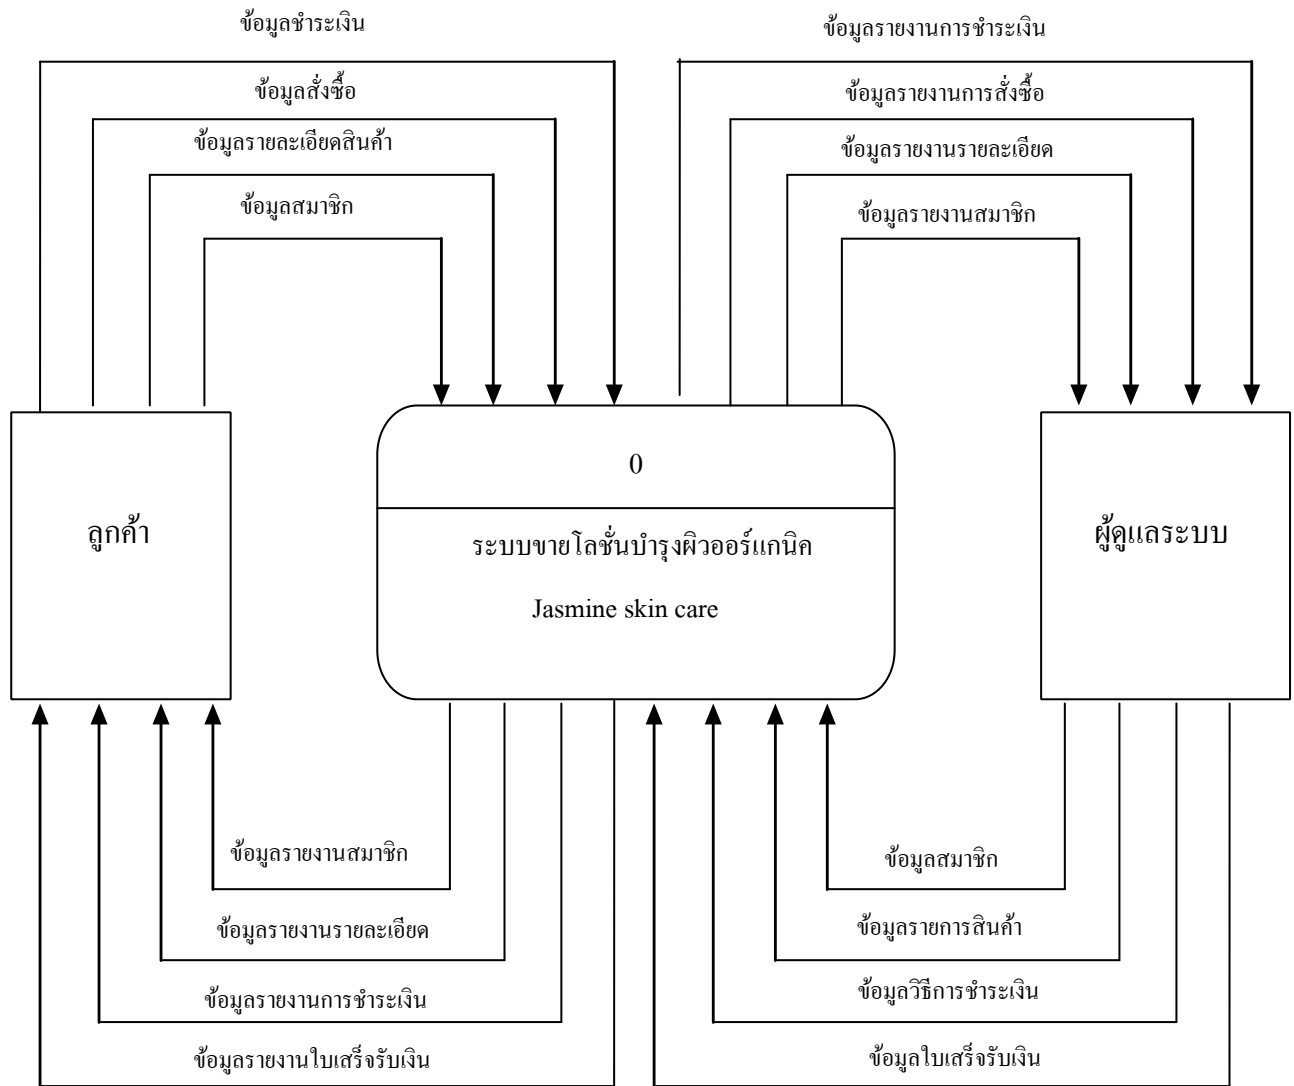 ข้อมูลชำระเงิน
ข้อมูลรายงานการชำระเงิน
ข้อมูลสั่งซื้อ
ข้อมูลรายงานการสั่งซื้อ
ข้อมูลรายละเอียดสินค้า
ข้อมูลรายงานรายละเอียด
ข้อมูลสมาชิก
ข้อมูลรายงานสมาชิก
0
ลูกค้า
ระบบขายโลชั่นบำรุงผิวออร์แกนิค
Jasmine skin care
ผู้ดูแลระบบ
ข้อมูลรายงานสมาชิก
ข้อมูลสมาชิก
ข้อมูลรายงานรายละเอียด
ข้อมูลรายการสินค้า
ข้อมูลรายงานการชำระเงิน
ข้อมูลวิธีการชำระเงิน
ข้อมูลรายงานใบเสร็จรับเงิน
ข้อมูลใบเสร็จรับเงิน